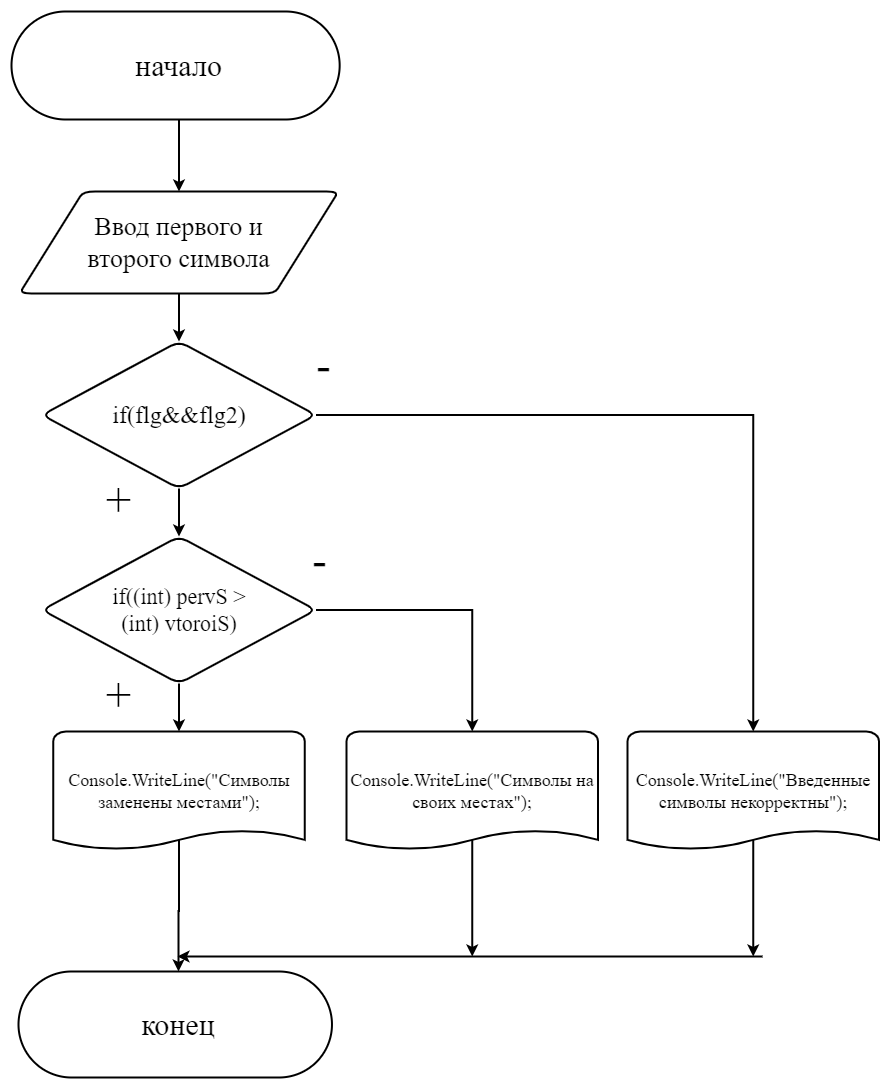 начало
Ввод первого и
второго символа
-
if(flg&&flg2)
+
-
if((int) pervS >
(int) vtoroiS)
+
Console.WriteLine("Символы
заменены местами");
Console.WriteLine("Символы на
своих местах");
Console.WriteLine("Введенные
символы некорректны");
конец